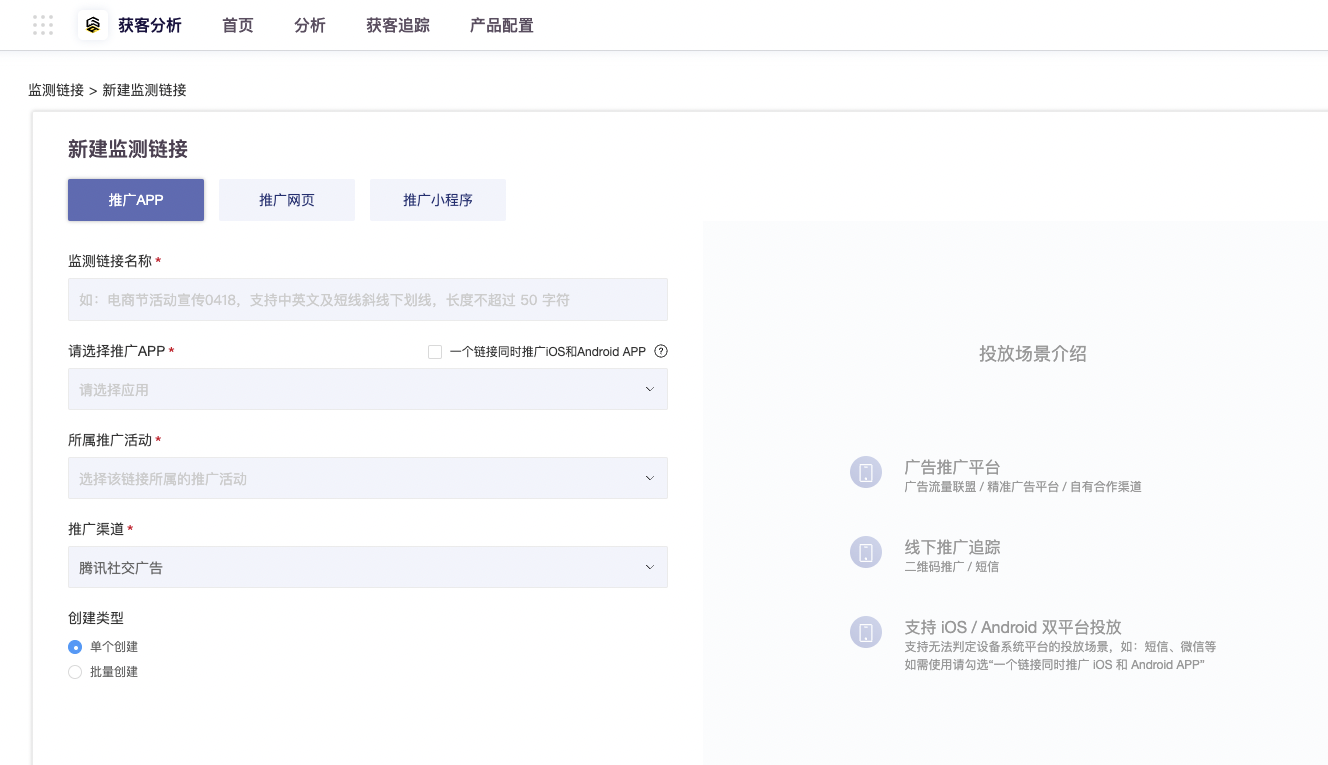 获客分析 首页 分析 获客追踪 产品配置
监测链接 > 新建监测链接
新建监测链接
推广APP 推广网页 推广小程序
监测链接名称 *
如：电商节活动宣传0418，支持中英文及短线斜线下划线，长度不超过 50 字符
请选择推广APP * 一个链接同时推广iOS和Android APP ?
请选择应用
所属推广活动 *
选择该链接所属的推广活动
推广渠道 *
腾讯社交广告
创建类型
单个创建
批量创建
投放场景介绍
广告推广平台
广告流量联盟 / 精准广告平台 / 自有合作渠道
线下推广追踪
二维码推广 / 短信
支持 iOS / Android 双平台投放
支持无法判定设备系统平台的投放场景，如：短信、微信等
如需使用请勾选“一个链接同时推广 iOS 和 Android APP”